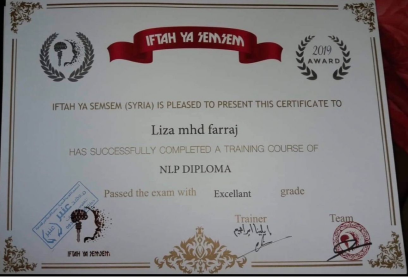 IFTAH YA SEMSEM
2019
AWARD
IFTAH YA SEMSEM (SYRIA) IS PLEASED TO PRESENT THIS CERTIFICATE TO
Liza mhd farraj
HAS SUCCESSFULLY COMPLETED A TRAINING COURSE OF
NLP DIPLOMA
Passed the exam with Excellant grade
Trainer Team
IFTAH YA SEMSEM